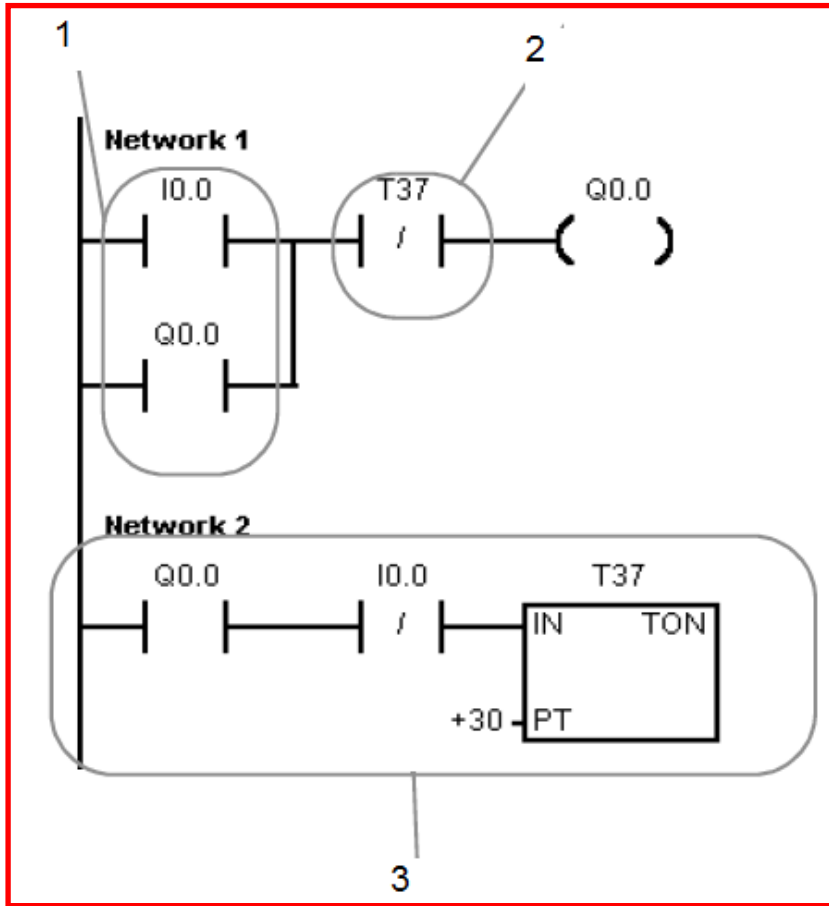 1
2
Network 1
I0.0
T37
Q0.0
/
Q0.0
Network 2
Q0.0
I0.0
T37
/
IN
TON
+30
PT
3